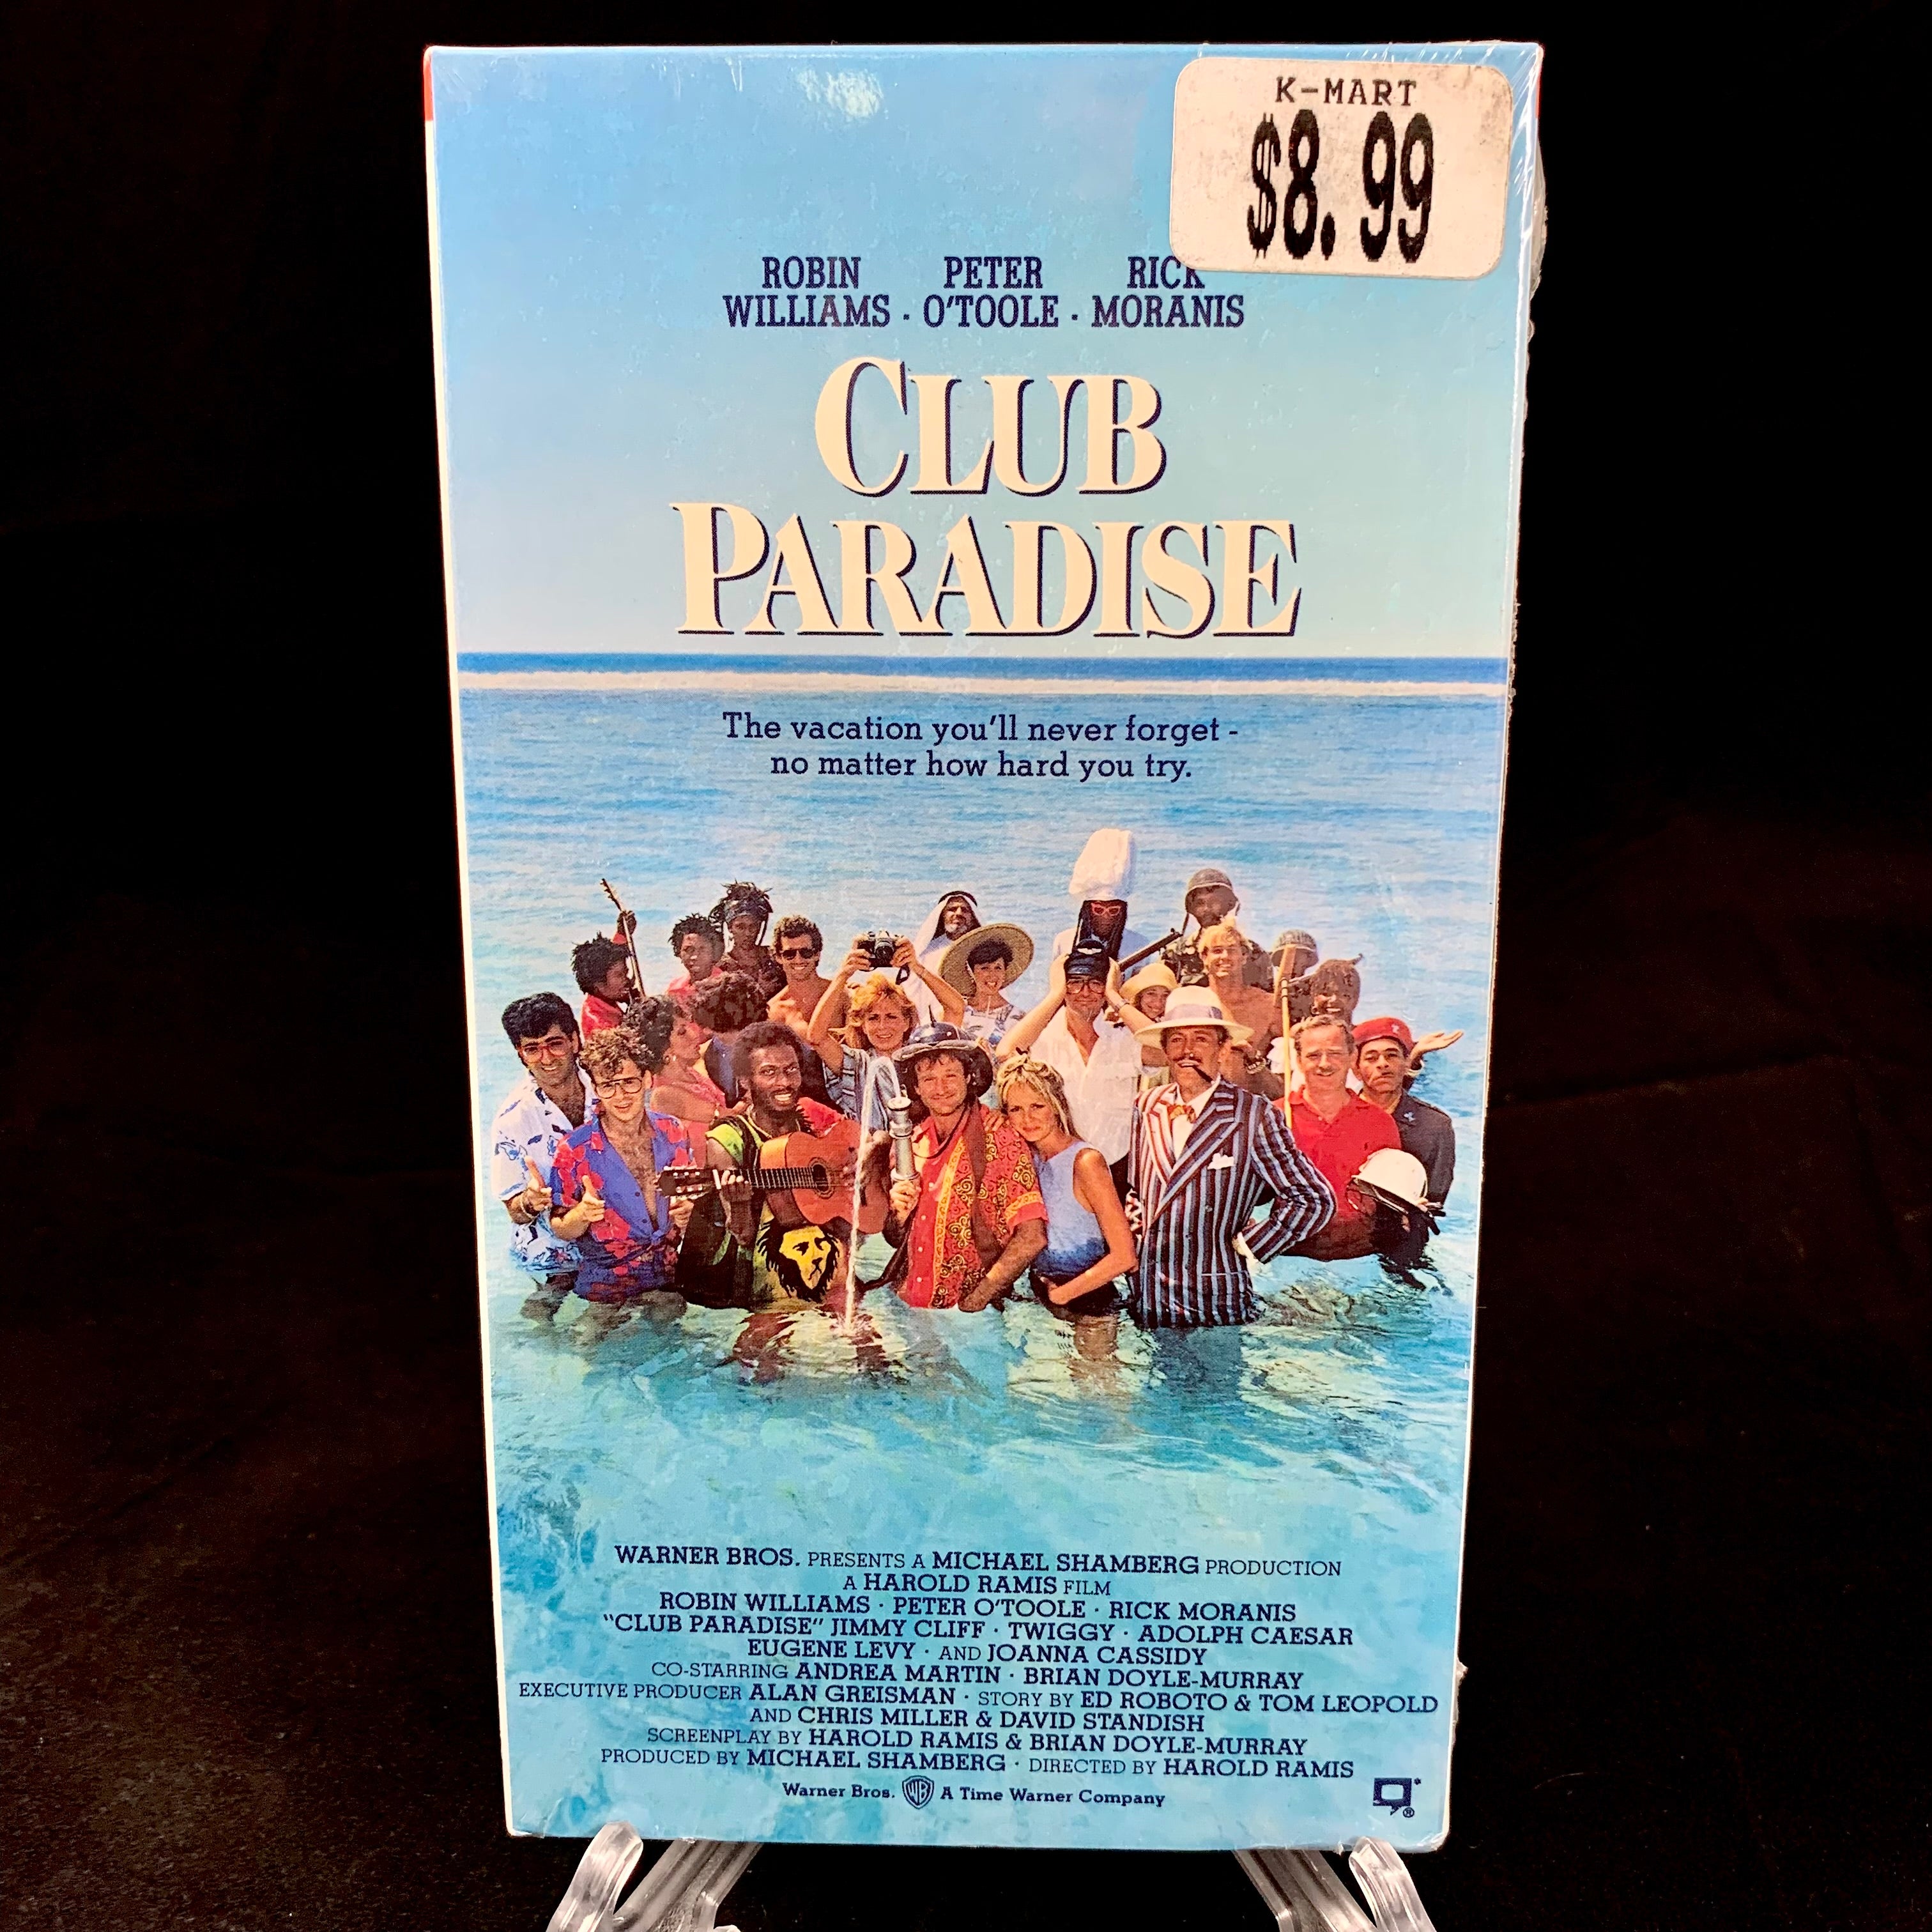 K-MART
$8.99
ROBIN PETER RICK
WILLIAMS · O'TOOLE · MORANIS
CLUB
PARADISE
The vacation you'll never forget -
no matter how hard you try.
WARNER BROS. PRESENTS A MICHAEL SHAMBERG PRODUCTION
A HAROLD RAMIS FILM
ROBIN WILLIAMS · PETER O'TOOLE · RICK MORANIS
"CLUB PARADISE" JIMMY CLIFF · TWIGGY · ADOLPH CAESAR
EUGENE LEVY · AND JOANNA CASSIDY
CO-STARRING ANDREA MARTIN · BRIAN DOYLE-MURRAY
EXECUTIVE PRODUCER ALAN GREISMAN · STORY BY ED ROBOTO & TOM LEOPOLD
AND CHRIS MILLER & DAVID STANDISH
SCREENPLAY BY HAROLD RAMIS & BRIAN DOYLE-MURRAY
PRODUCED BY MICHAEL SHAMBERG · DIRECTED BY HAROLD RAMIS
Warner Bros. WB A Time Warner Company
®